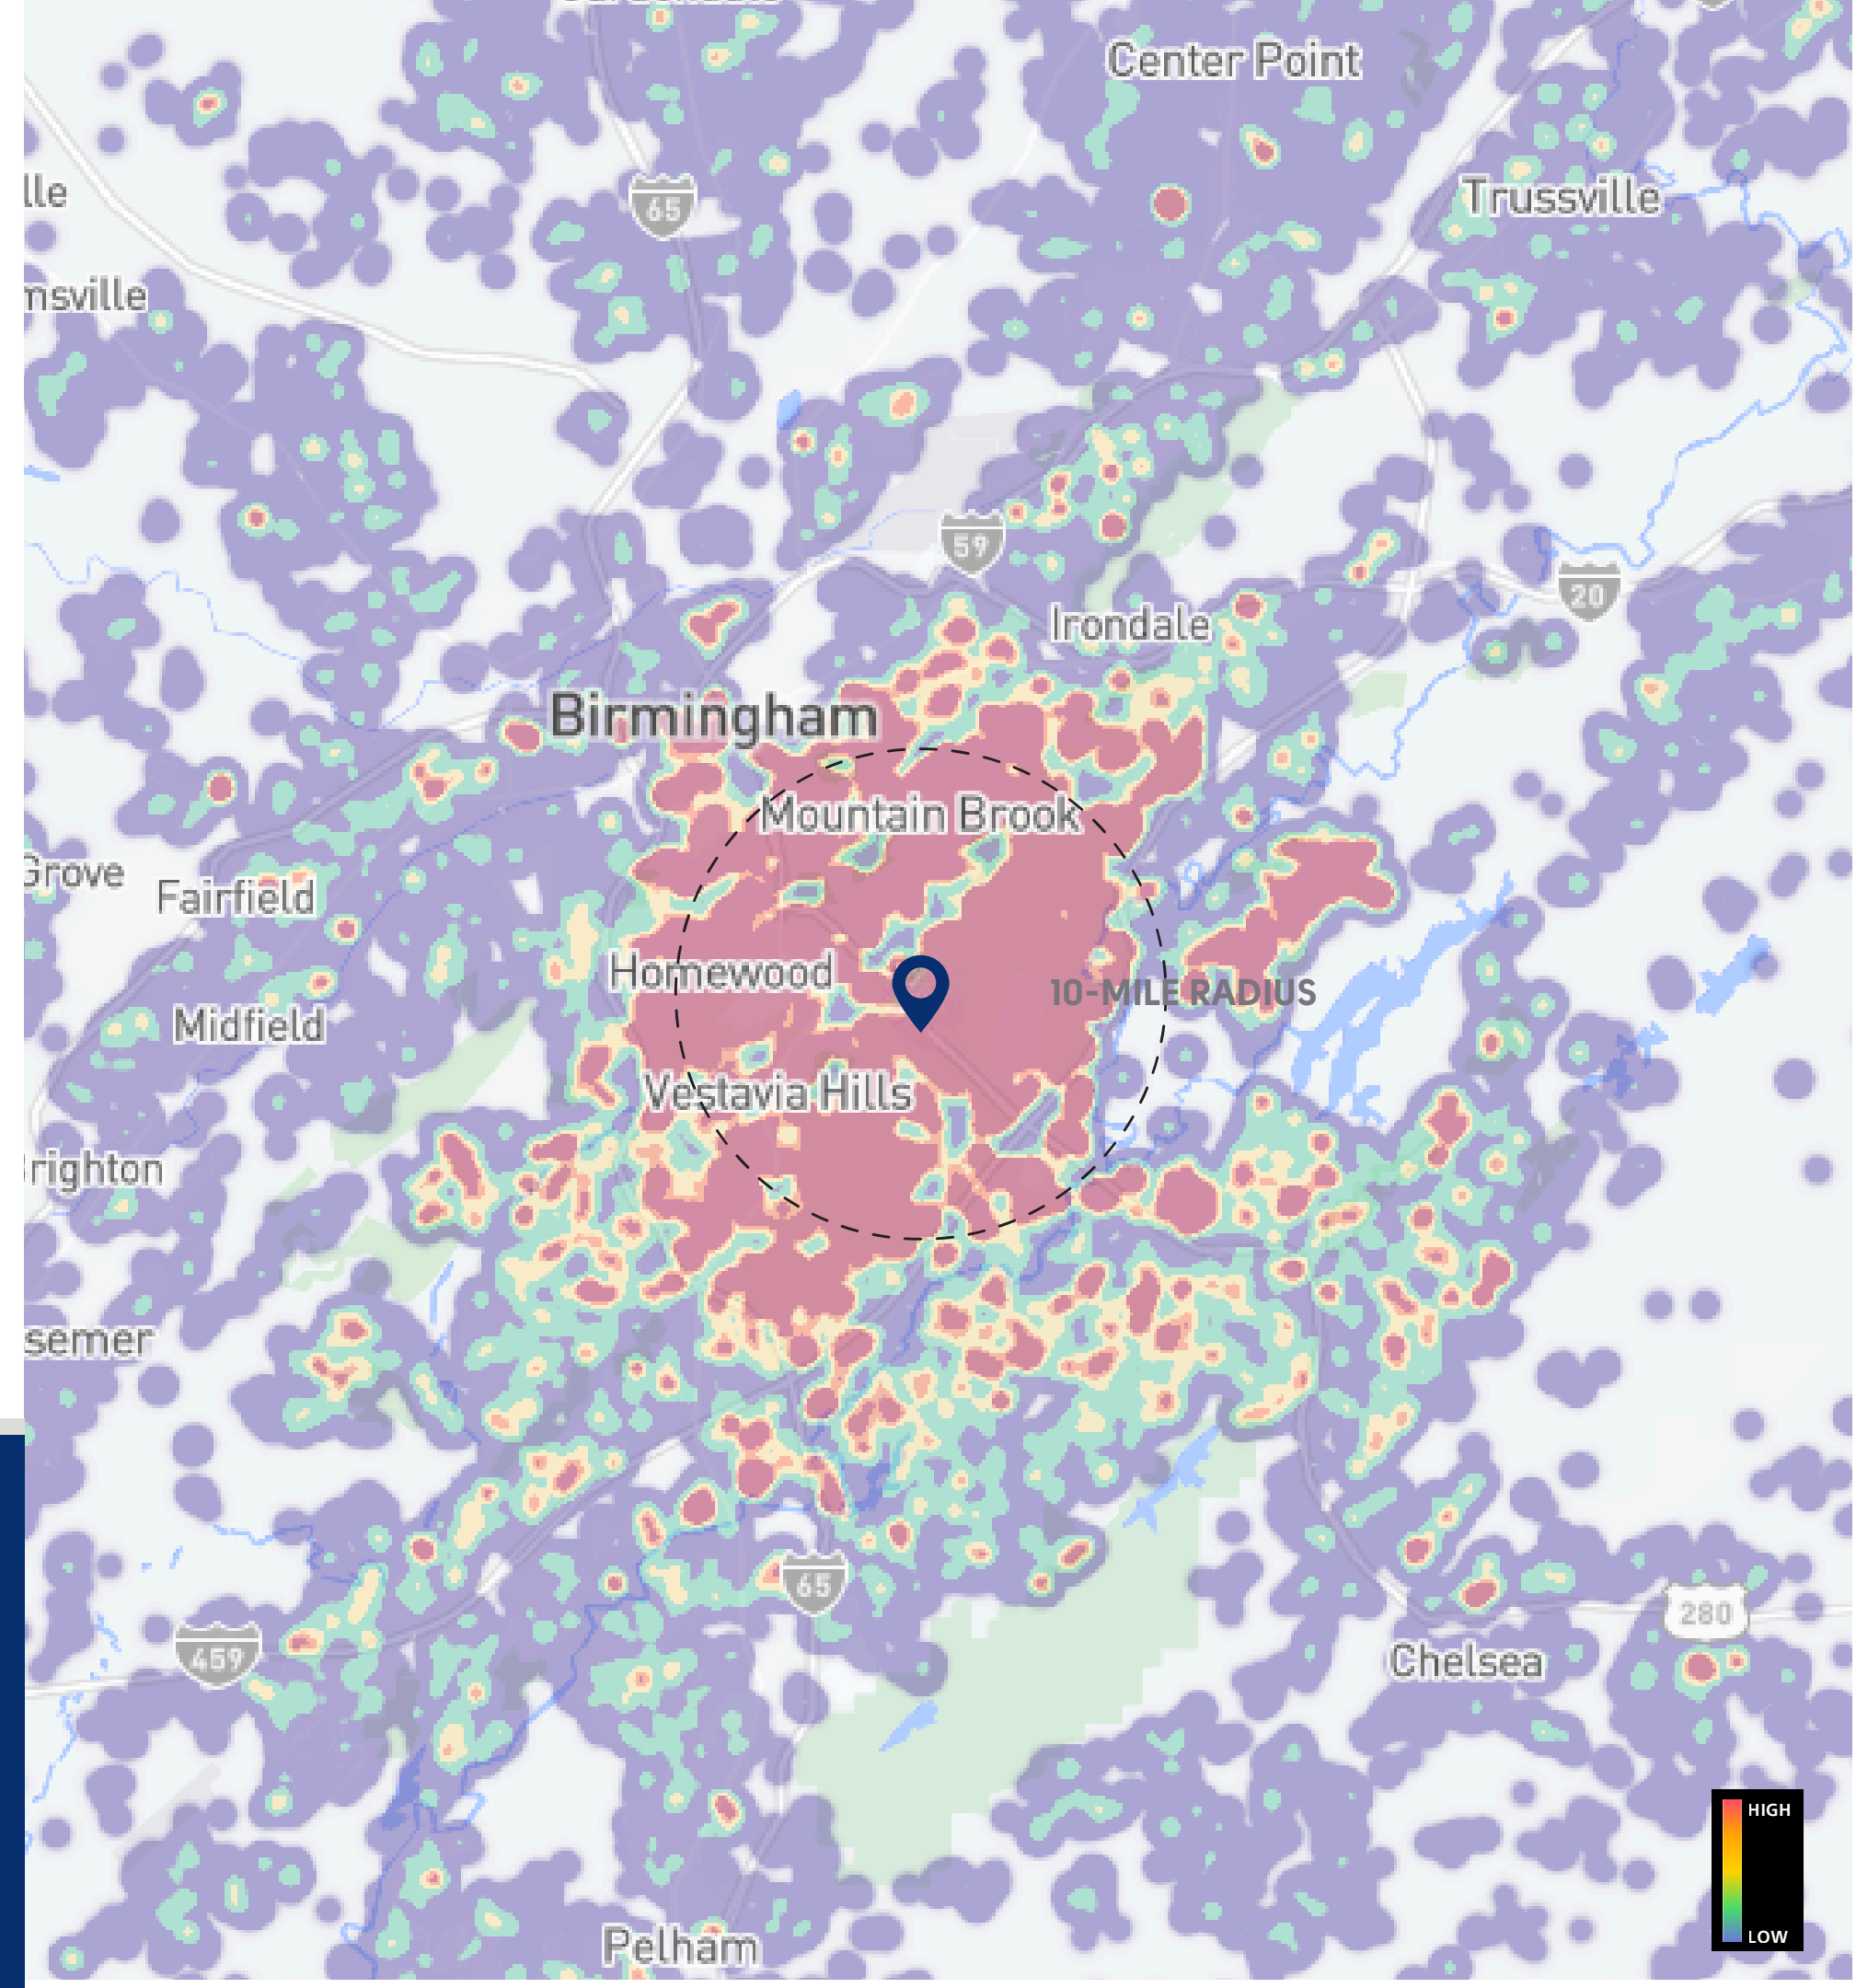 Center Point
65
lle
Trussville
msville
59
20
Irondale
Birmingham
Mountain Brook
Grove
Fairfield
Homewood
10-MILE RADIUS
Midfield
Vestavia Hills
righton
semer
65
280
459
Chelsea
HIGH
LOW
Pelham